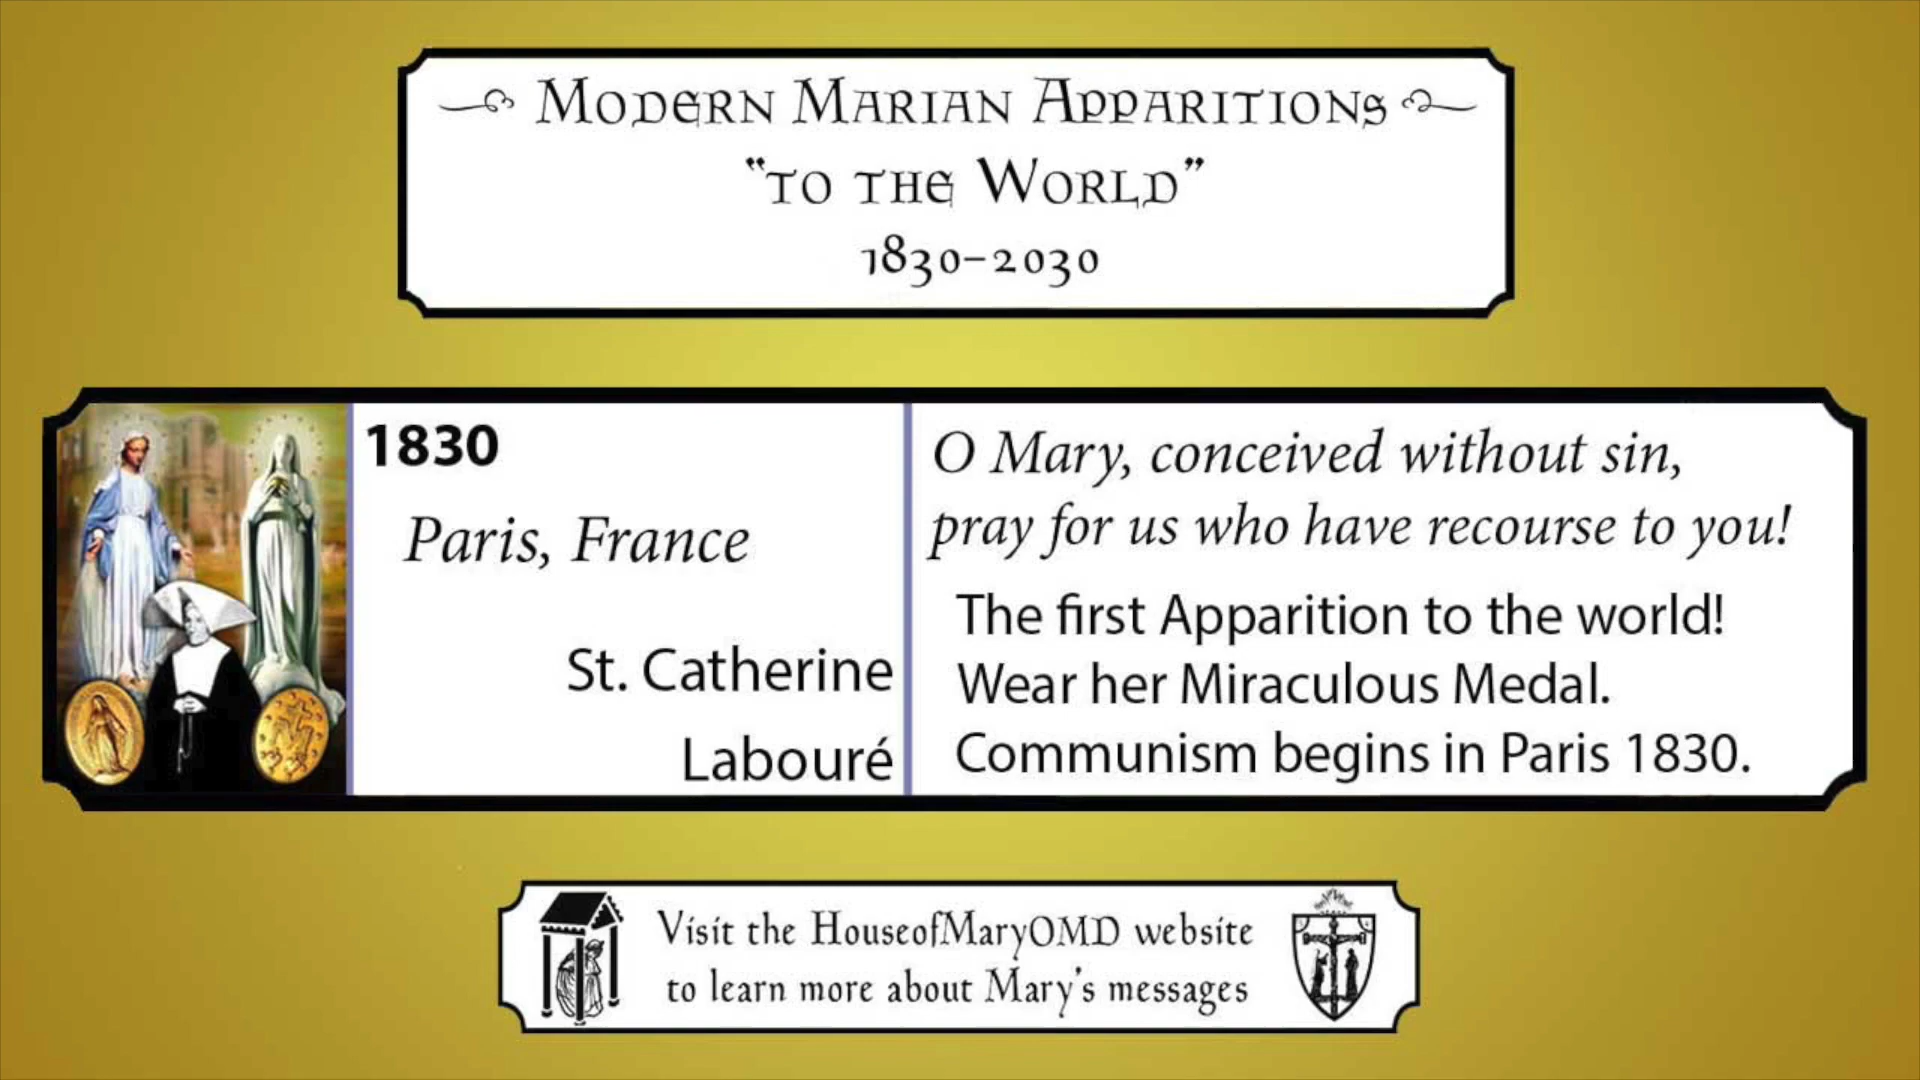 Modern Marian Apparitions
"to the World"
1830–2030
1830
Paris, France
St. Catherine
Labouré
O Mary, conceived without sin,
pray for us who have recourse to you!
The first Apparition to the world!
Wear her Miraculous Medal.
Communism begins in Paris 1830.
Visit the HouseofMaryOMD website
to learn more about Mary's messages